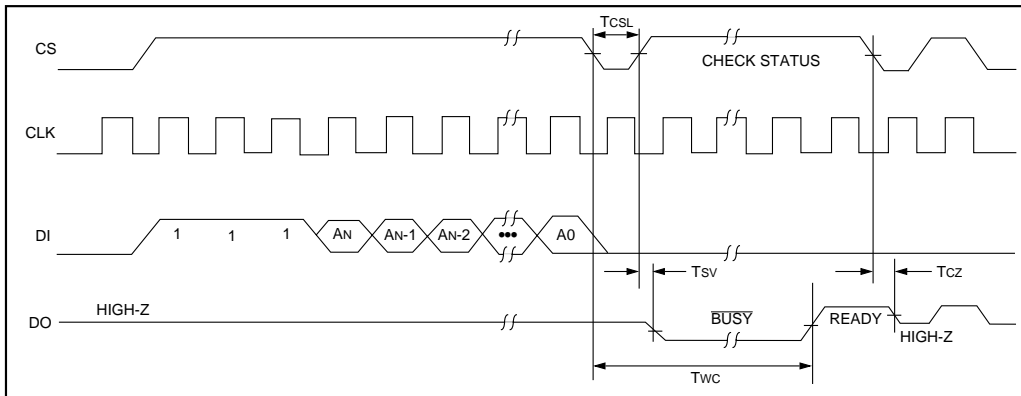 TCSL
CS
CHECK STATUS
CLK
DI
1 1 1 AN AN-1 AN-2 ••• A0
TSV
TCZ
DO
HIGH-Z
BUSY
READY
HIGH-Z
TWC